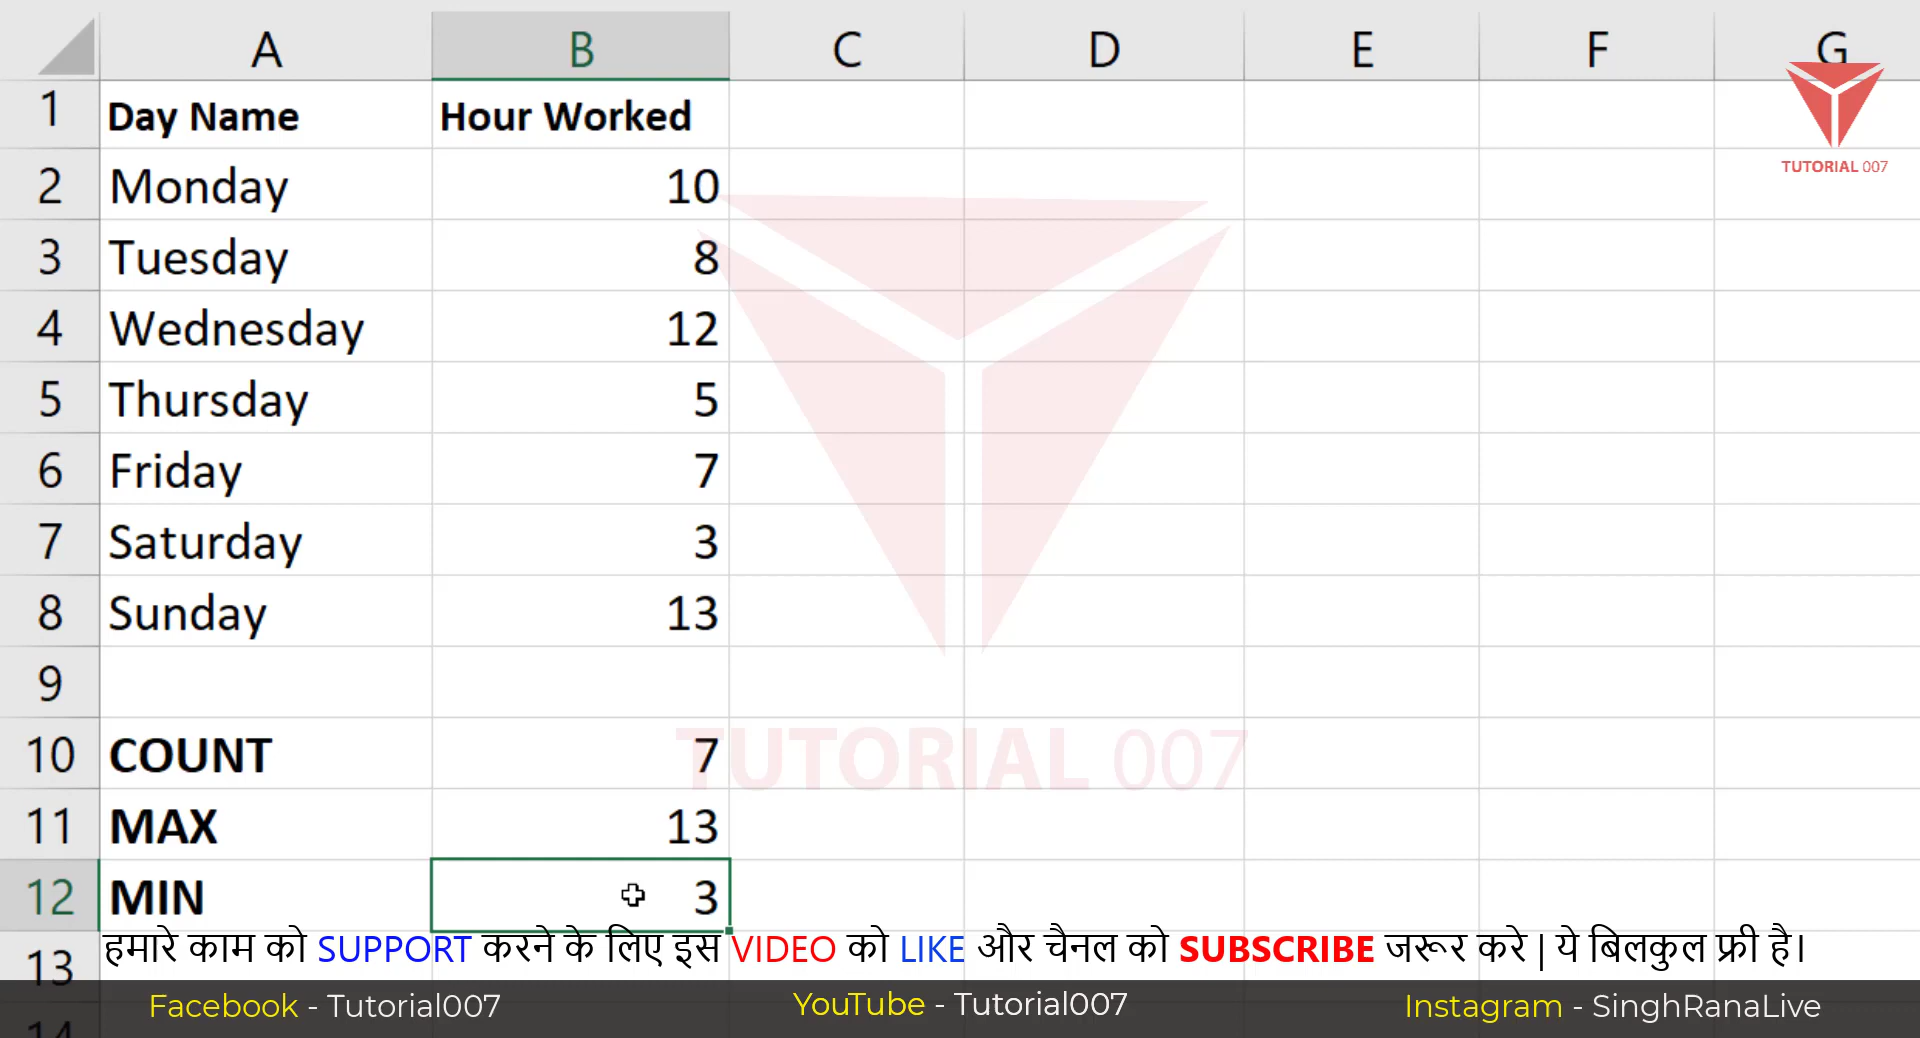 A B C D E F G
1 Day Name Hour Worked
2 Monday 10
3 Tuesday 8
4 Wednesday 12
5 Thursday 5
6 Friday 7
7 Saturday 3
8 Sunday 13
9
10 COUNT 7
11 MAX 13
12 MIN 3
13
14
TUTORIAL 007
TUTORIAL 007
हमारे काम को SUPPORT करने के लिए इस VIDEO को LIKE और चैनल को SUBSCRIBE जरूर करे | ये बिलकुल फ्री है।
Facebook - Tutorial007 YouTube - Tutorial007 Instagram - SinghRanaLive